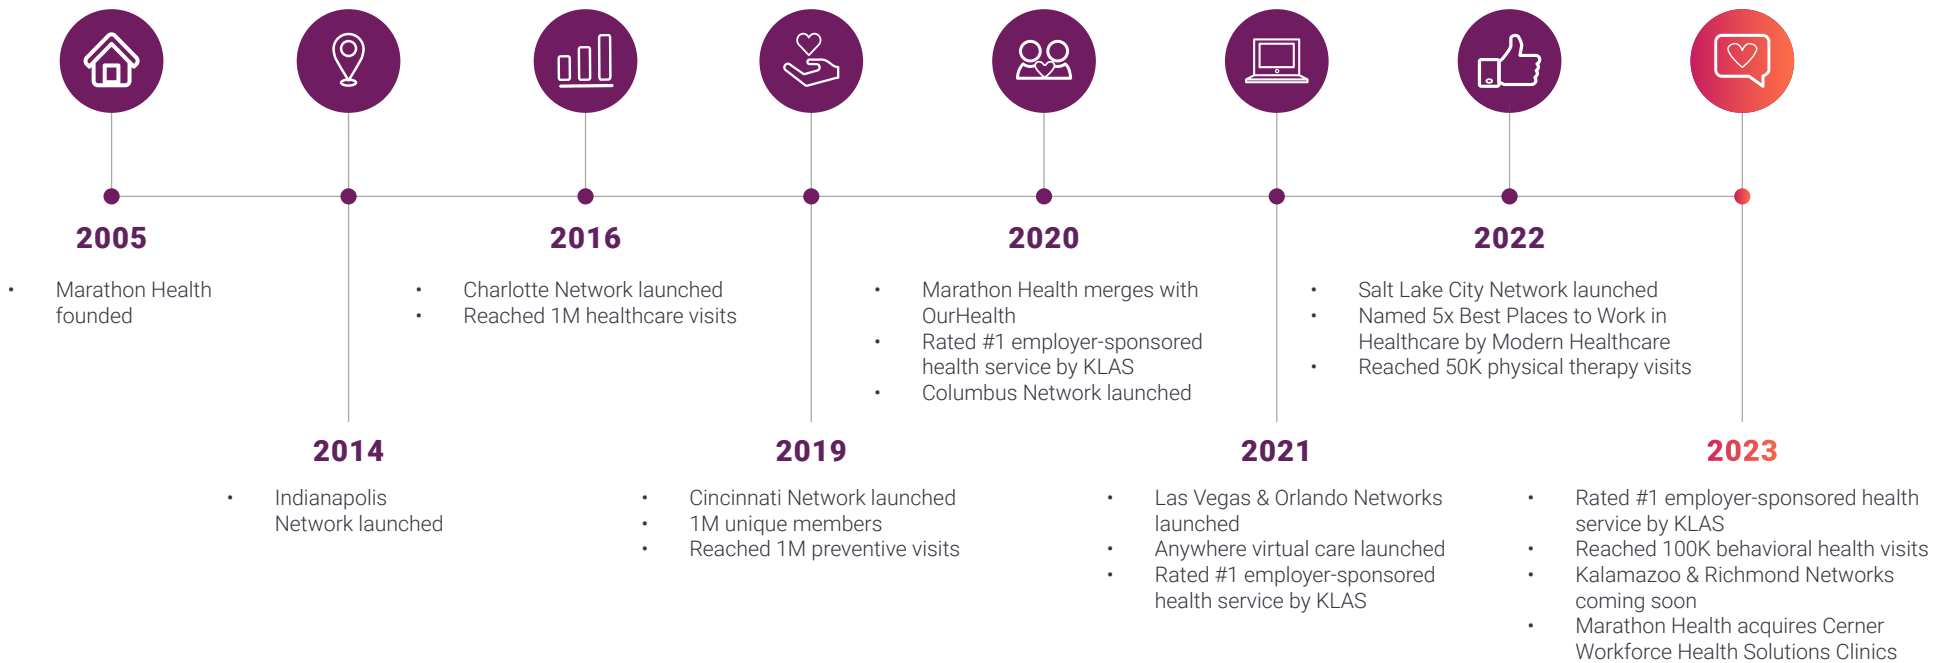 2005
• Marathon Health
founded
2014
• Indianapolis
Network launched
2016
• Charlotte Network launched
• Reached 1M healthcare visits
2019
• Cincinnati Network launched
• 1M unique members
• Reached 1M preventive visits
2020
• Marathon Health merges with
OurHealth
• Rated #1 employer-sponsored
health service by KLAS
• Columbus Network launched
2021
• Las Vegas & Orlando Networks
launched
• Anywhere virtual care launched
• Rated #1 employer-sponsored
health service by KLAS
2022
• Salt Lake City Network launched
• Named 5x Best Places to Work in
Healthcare by Modern Healthcare
• Reached 50K physical therapy visits
2023
• Rated #1 employer-sponsored health
service by KLAS
• Reached 100K behavioral health visits
• Kalamazoo & Richmond Networks
coming soon
• Marathon Health acquires Cerner
Workforce Health Solutions Clinics